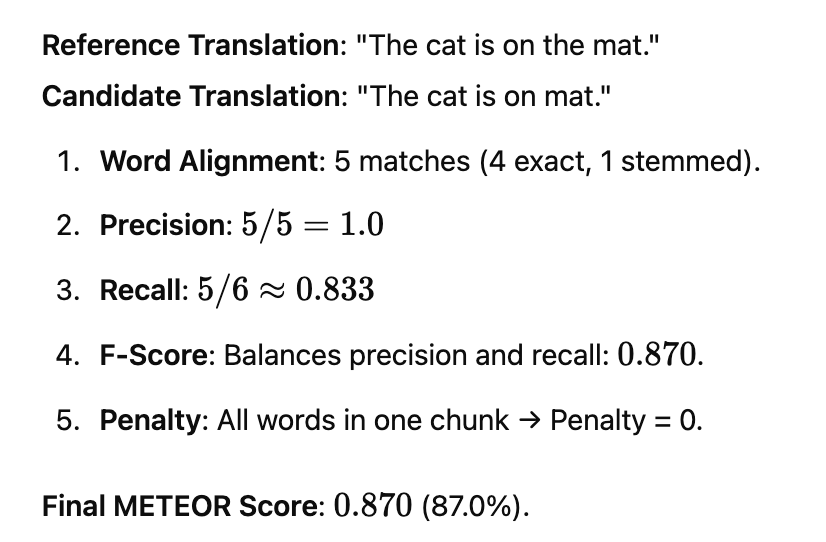 Reference Translation: "The cat is on the mat."
Candidate Translation: "The cat is on mat."
1. Word Alignment: 5 matches (4 exact, 1 stemmed).
2. Precision: 5/5 = 1.0
3. Recall: 5/6 ≈ 0.833
4. F-Score: Balances precision and recall: 0.870.
5. Penalty: All words in one chunk → Penalty = 0.
Final METEOR Score: 0.870 (87.0%).